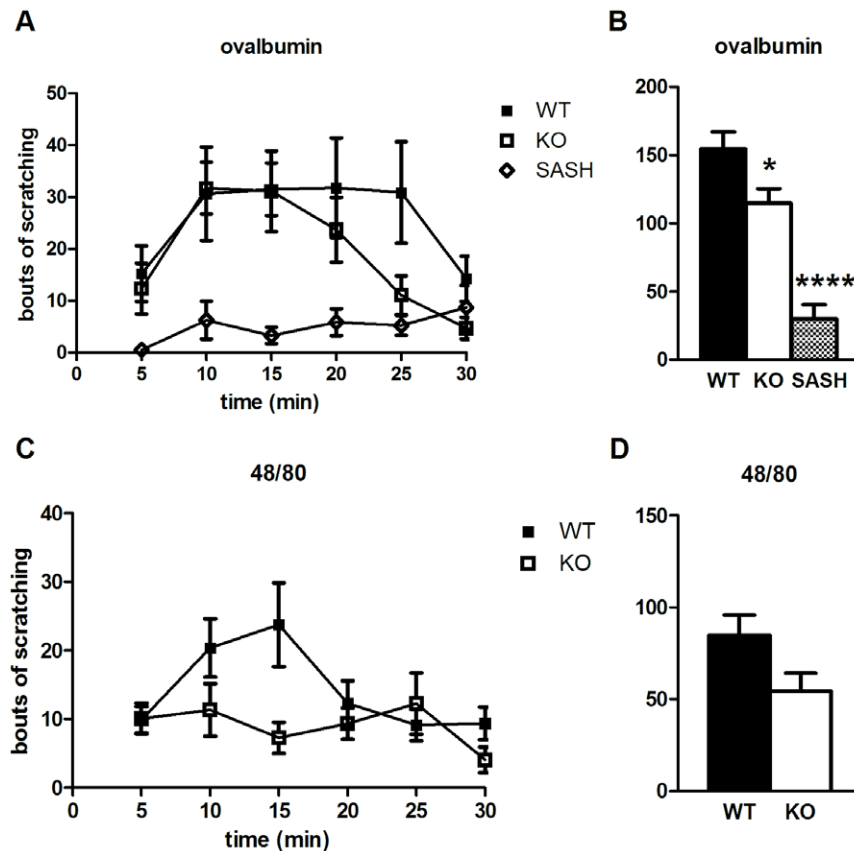 A
ovalbumin
bouts of scratching
50
40
30
20
10
0
0 5 10 15 20 25 30
time (min)
WT
KO
SASH
B
ovalbumin
200
150
100
50
0
*
****
WT KO SASH
C
48/80
bouts of scratching
40
30
20
10
0
0 5 10 15 20 25 30
time (min)
WT
KO
D
48/80
150
100
50
0
WT KO